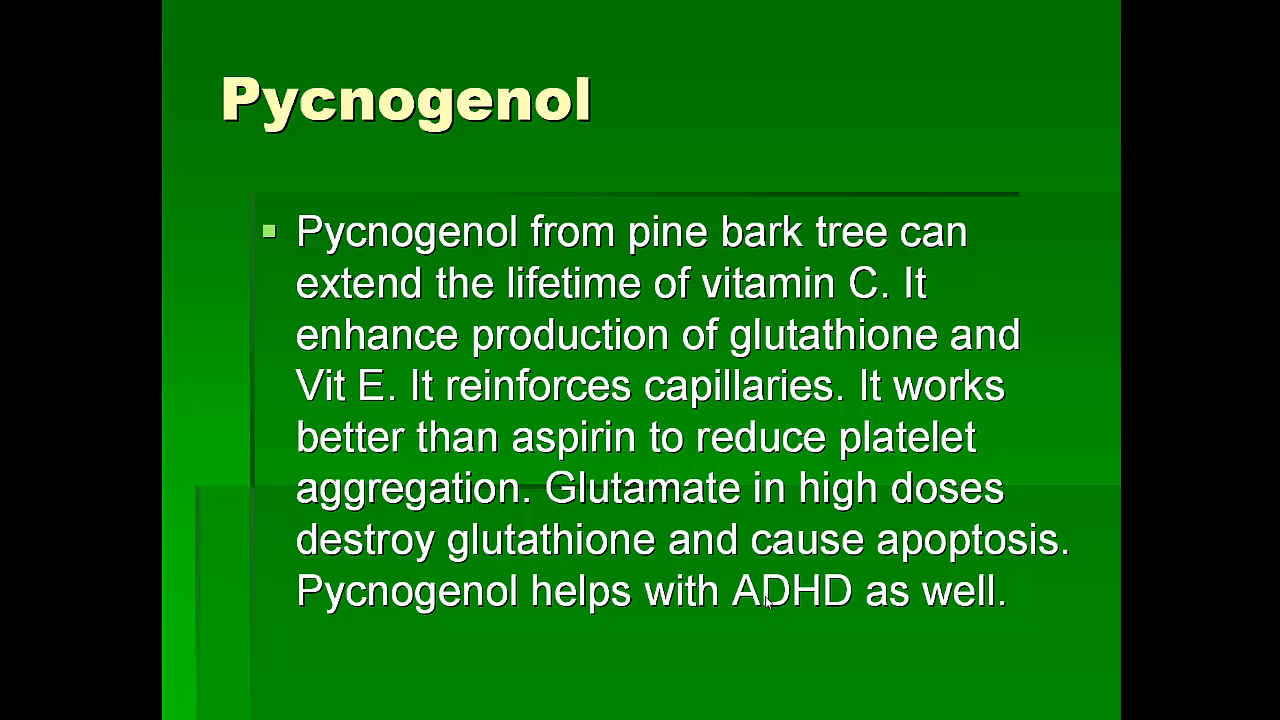 Pycnogenol
Pycnogenol from pine bark tree can
extend the lifetime of vitamin C. It
enhance production of glutathione and
Vit E. It reinforces capillaries. It works
better than aspirin to reduce platelet
aggregation. Glutamate in high doses
destroy glutathione and cause apoptosis.
Pycnogenol helps with ADHD as well.